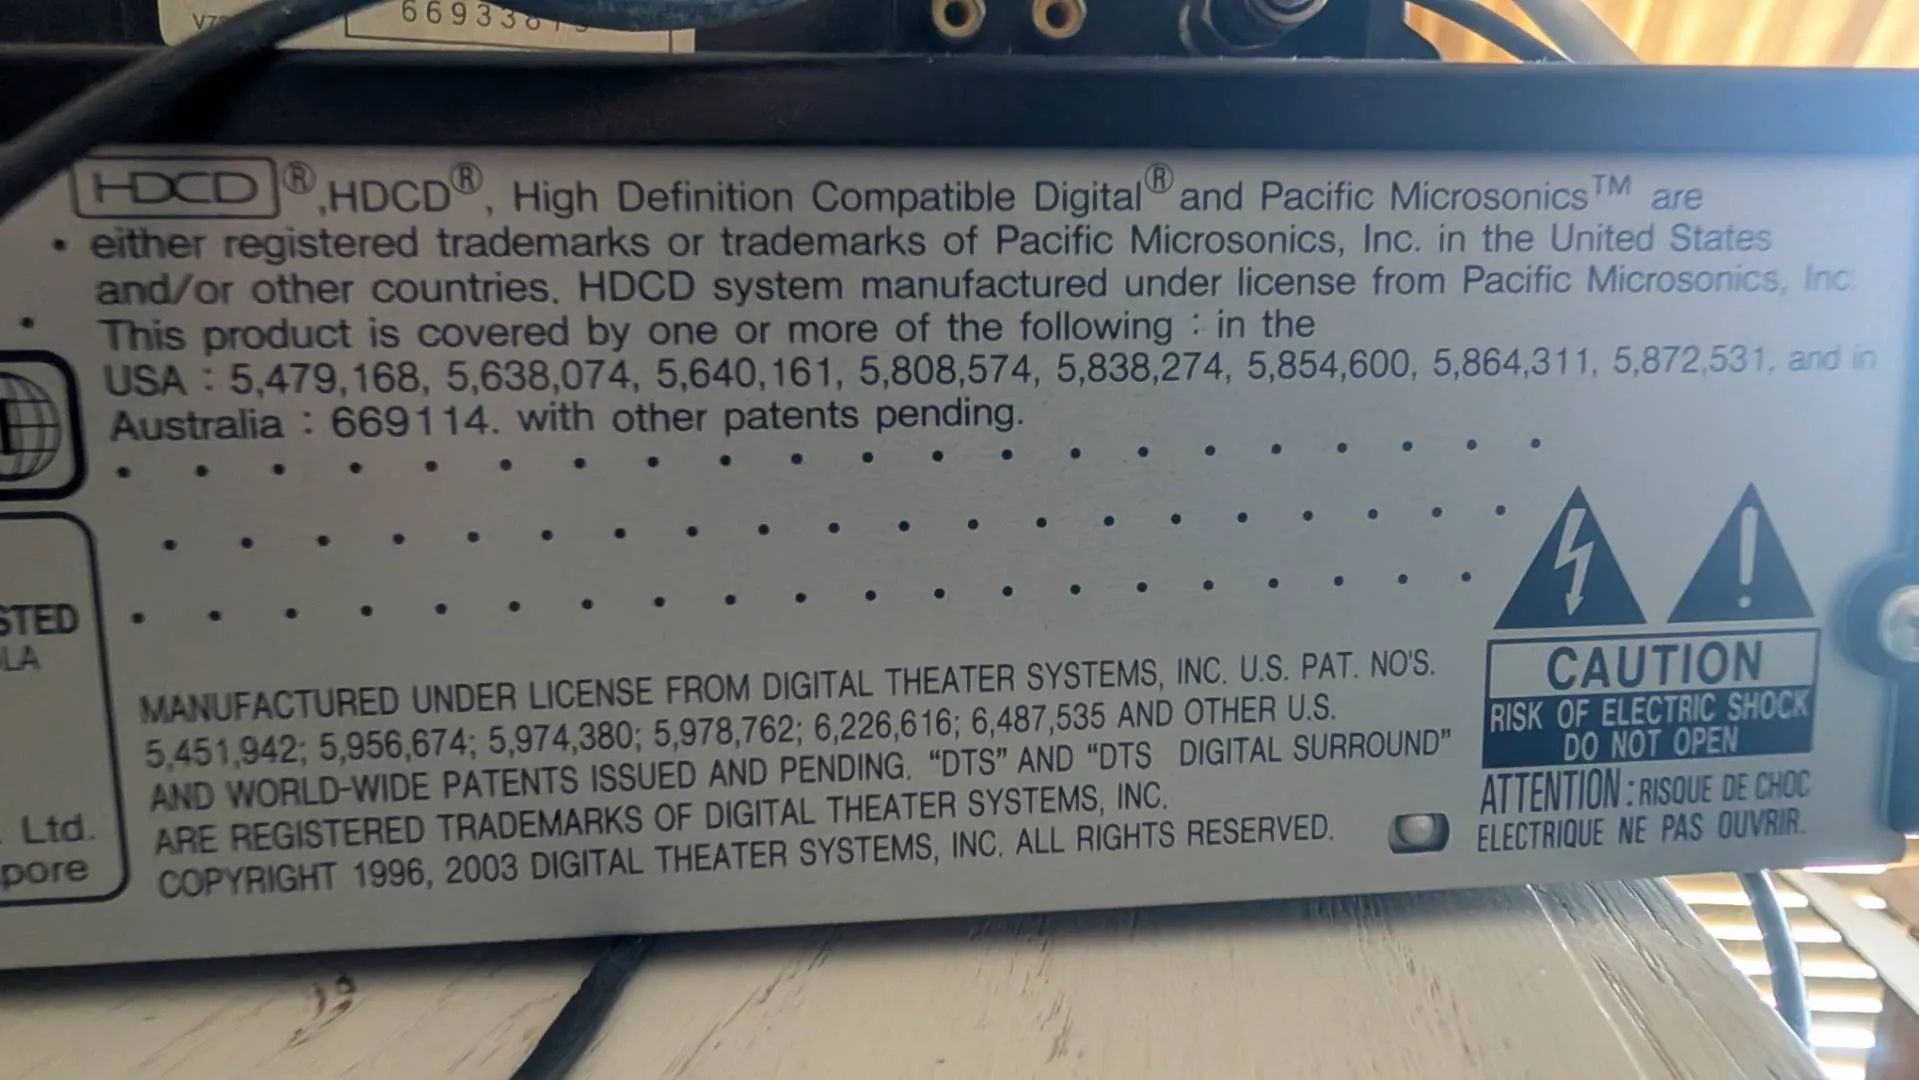 HDCD ®,HDCD®, High Definition Compatible Digital® and Pacific Microsonics™ are
either registered trademarks or trademarks of Pacific Microsonics, Inc. in the United States
and/or other countries. HDCD system manufactured under license from Pacific Microsonics, Inc.
This product is covered by one or more of the following : in the
USA : 5,479,168, 5,638,074, 5,640,161, 5,808,574, 5,838,274, 5,854,600, 5,864,311, 5,872,531, and in
Australia : 669114. with other patents pending.
STED
LA
Ltd.
pore
MANUFACTURED UNDER LICENSE FROM DIGITAL THEATER SYSTEMS, INC. U.S. PAT. NO'S.
5,451,942; 5,956,674; 5,974,380; 5,978,762; 6,226,616; 6,487,535 AND OTHER U.S.
AND WORLD-WIDE PATENTS ISSUED AND PENDING. “DTS” AND “DTS DIGITAL SURROUND”
ARE REGISTERED TRADEMARKS OF DIGITAL THEATER SYSTEMS, INC.
COPYRIGHT 1996, 2003 DIGITAL THEATER SYSTEMS, INC. ALL RIGHTS RESERVED.
CAUTION
RISK OF ELECTRIC SHOCK
DO NOT OPEN
ATTENTION : RISQUE DE CHOC
ELECTRIQUE NE PAS OUVRIR.